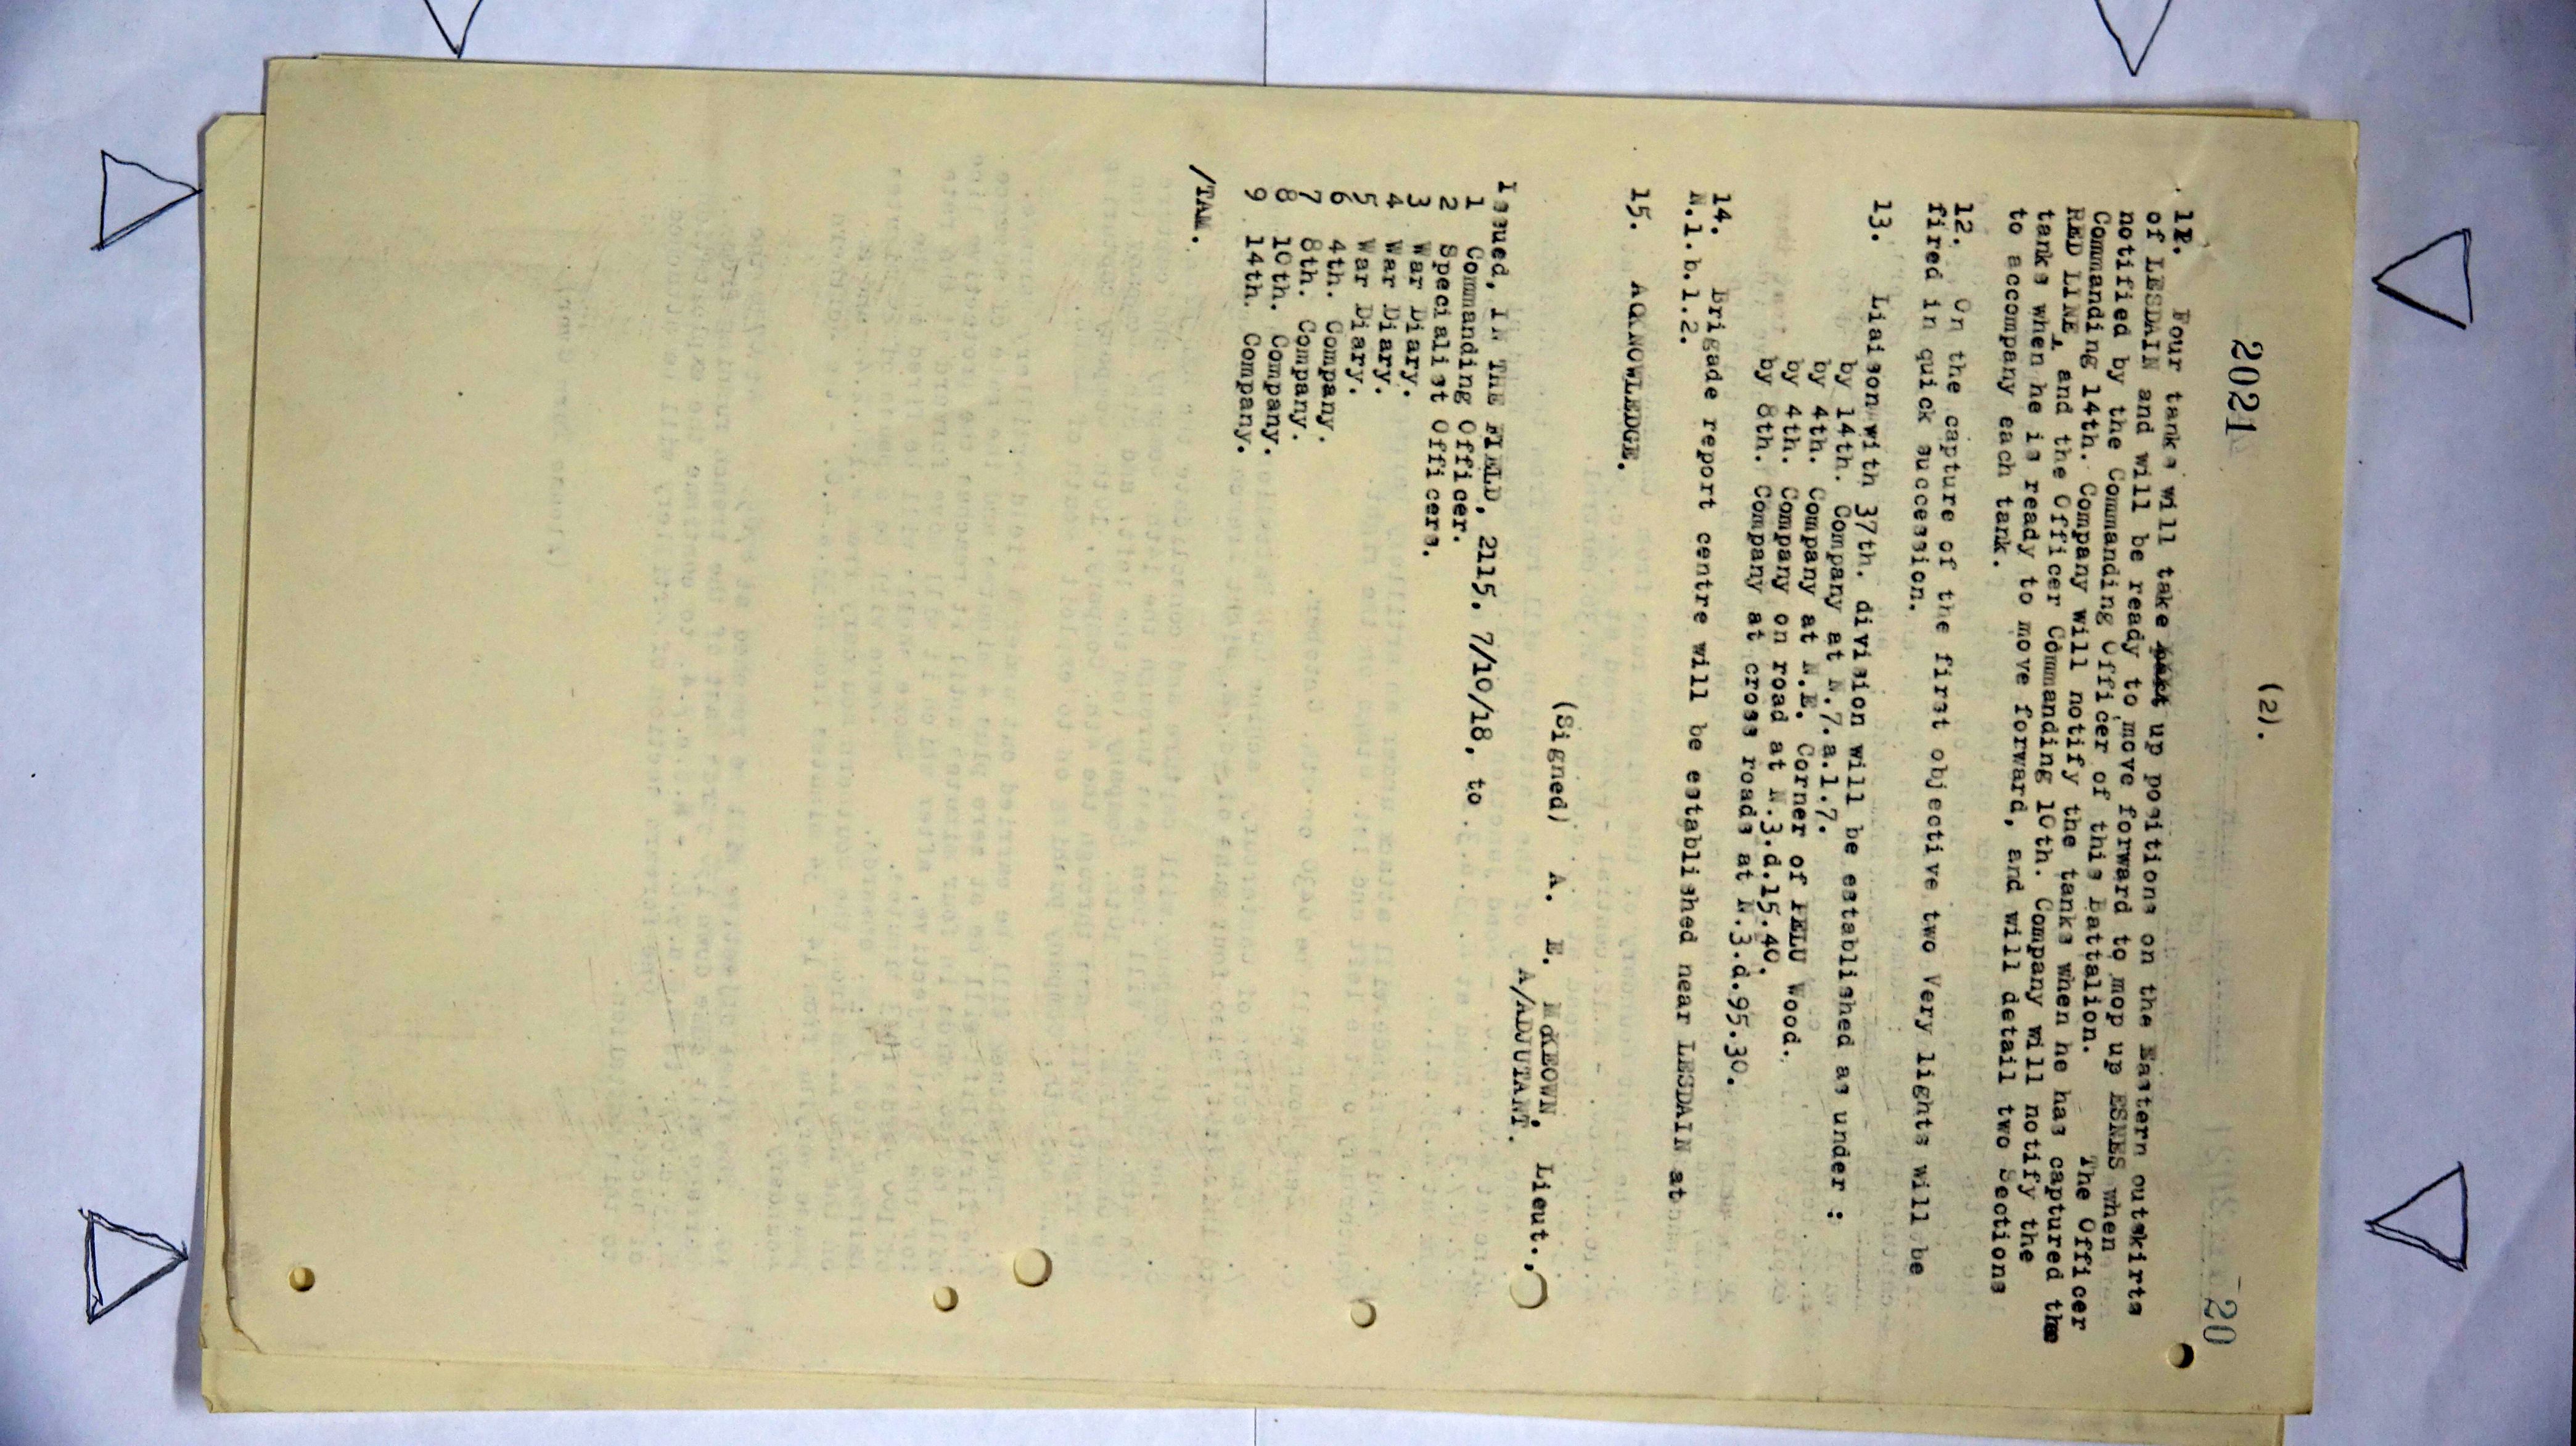 (2).
2021
20
11. Four tanks will take up positions on the Eastern outskirts
of LESDAIN and will be ready to move forward to mop up ESNES when
notified by the Commanding Officer of this Battalion. The Officer
Commanding 14th. Company will notify the tanks when he has captured the
RED LINE, and the Officer Commanding 10th. Company will notify the
tanks when he is ready to move forward, and will detail two Sections
to accompany each tank.
12. On the capture of the first objective two Very lights will be
fired in quick succession.
13. Liaison with 37th. division will be established as under :
by 14th. Company at N.7.a.1.7.
by 4th. Company at N.E. Corner of PELU Wood.
by 4th. Company on road at N.3.d.15.40.
by 8th. Company at cross roads at N.3.d.95.30.
14. Brigade report centre will be established near LESDAIN at
N.1.b.1.2.
15. ACKNOWLEDGE.
(Signed) A. E. McKEOWN, Lieut.,
A/ADJUTANT.
Issued, IN THE FIELD, 2115. 7/10/18, to
1 Commanding Officer.
2 Specialist Officers.
3 War Diary.
4 War Diary.
5 War Diary.
6 4th. Company.
7 8th. Company.
8 10th. Company.
9 14th. Company.
/TAM.